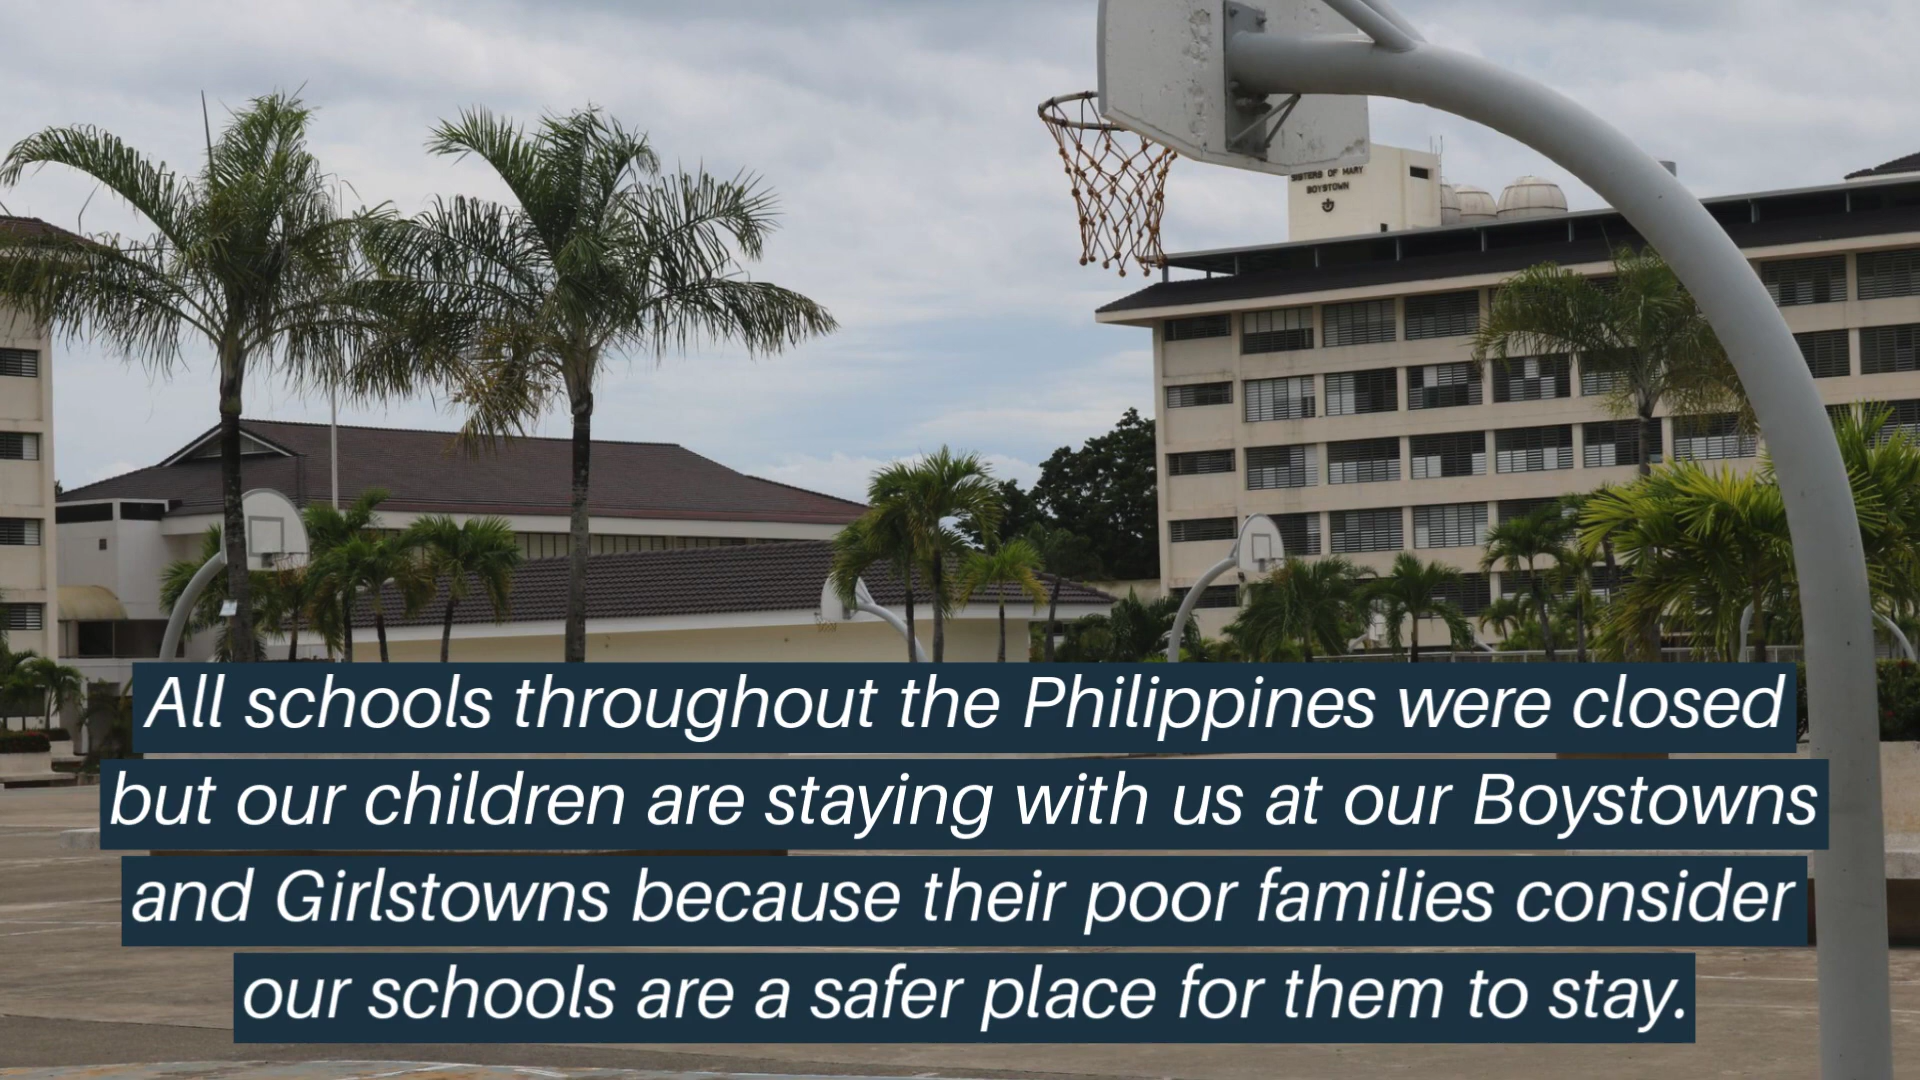 SISTERS OF MARY
BOYSTOWN
All schools throughout the Philippines were closed
but our children are staying with us at our Boystowns
and Girlstowns because their poor families consider
our schools are a safer place for them to stay.